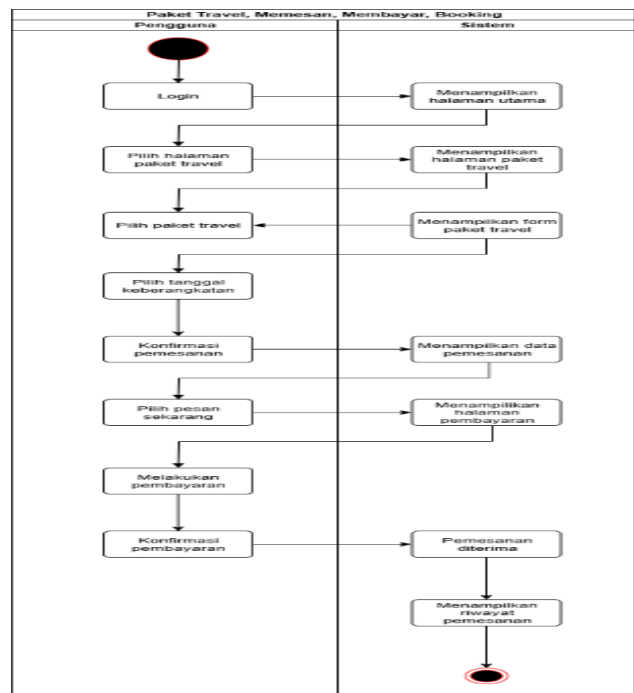 Paket Travel, Memesan, Membayar, Booking
Pengguna
Sistem
Login
Menampilkan
halaman utama
Pilih halaman
paket travel
Menampilkan
halaman paket
travel
Pilih paket travel
Menampilkan form
paket travel
Pilih tanggal
keberangkatan
Konfirmasi
pemesanan
Menampilkan data
pemesanan
Pilih pesan
sekarang
Menampilikan
halaman
pembayaran
Melakukan
pembayaran
Konfirmasi
pembayaran
Pemesanan
diterima
Menampilkan
riwayat
pemesanan